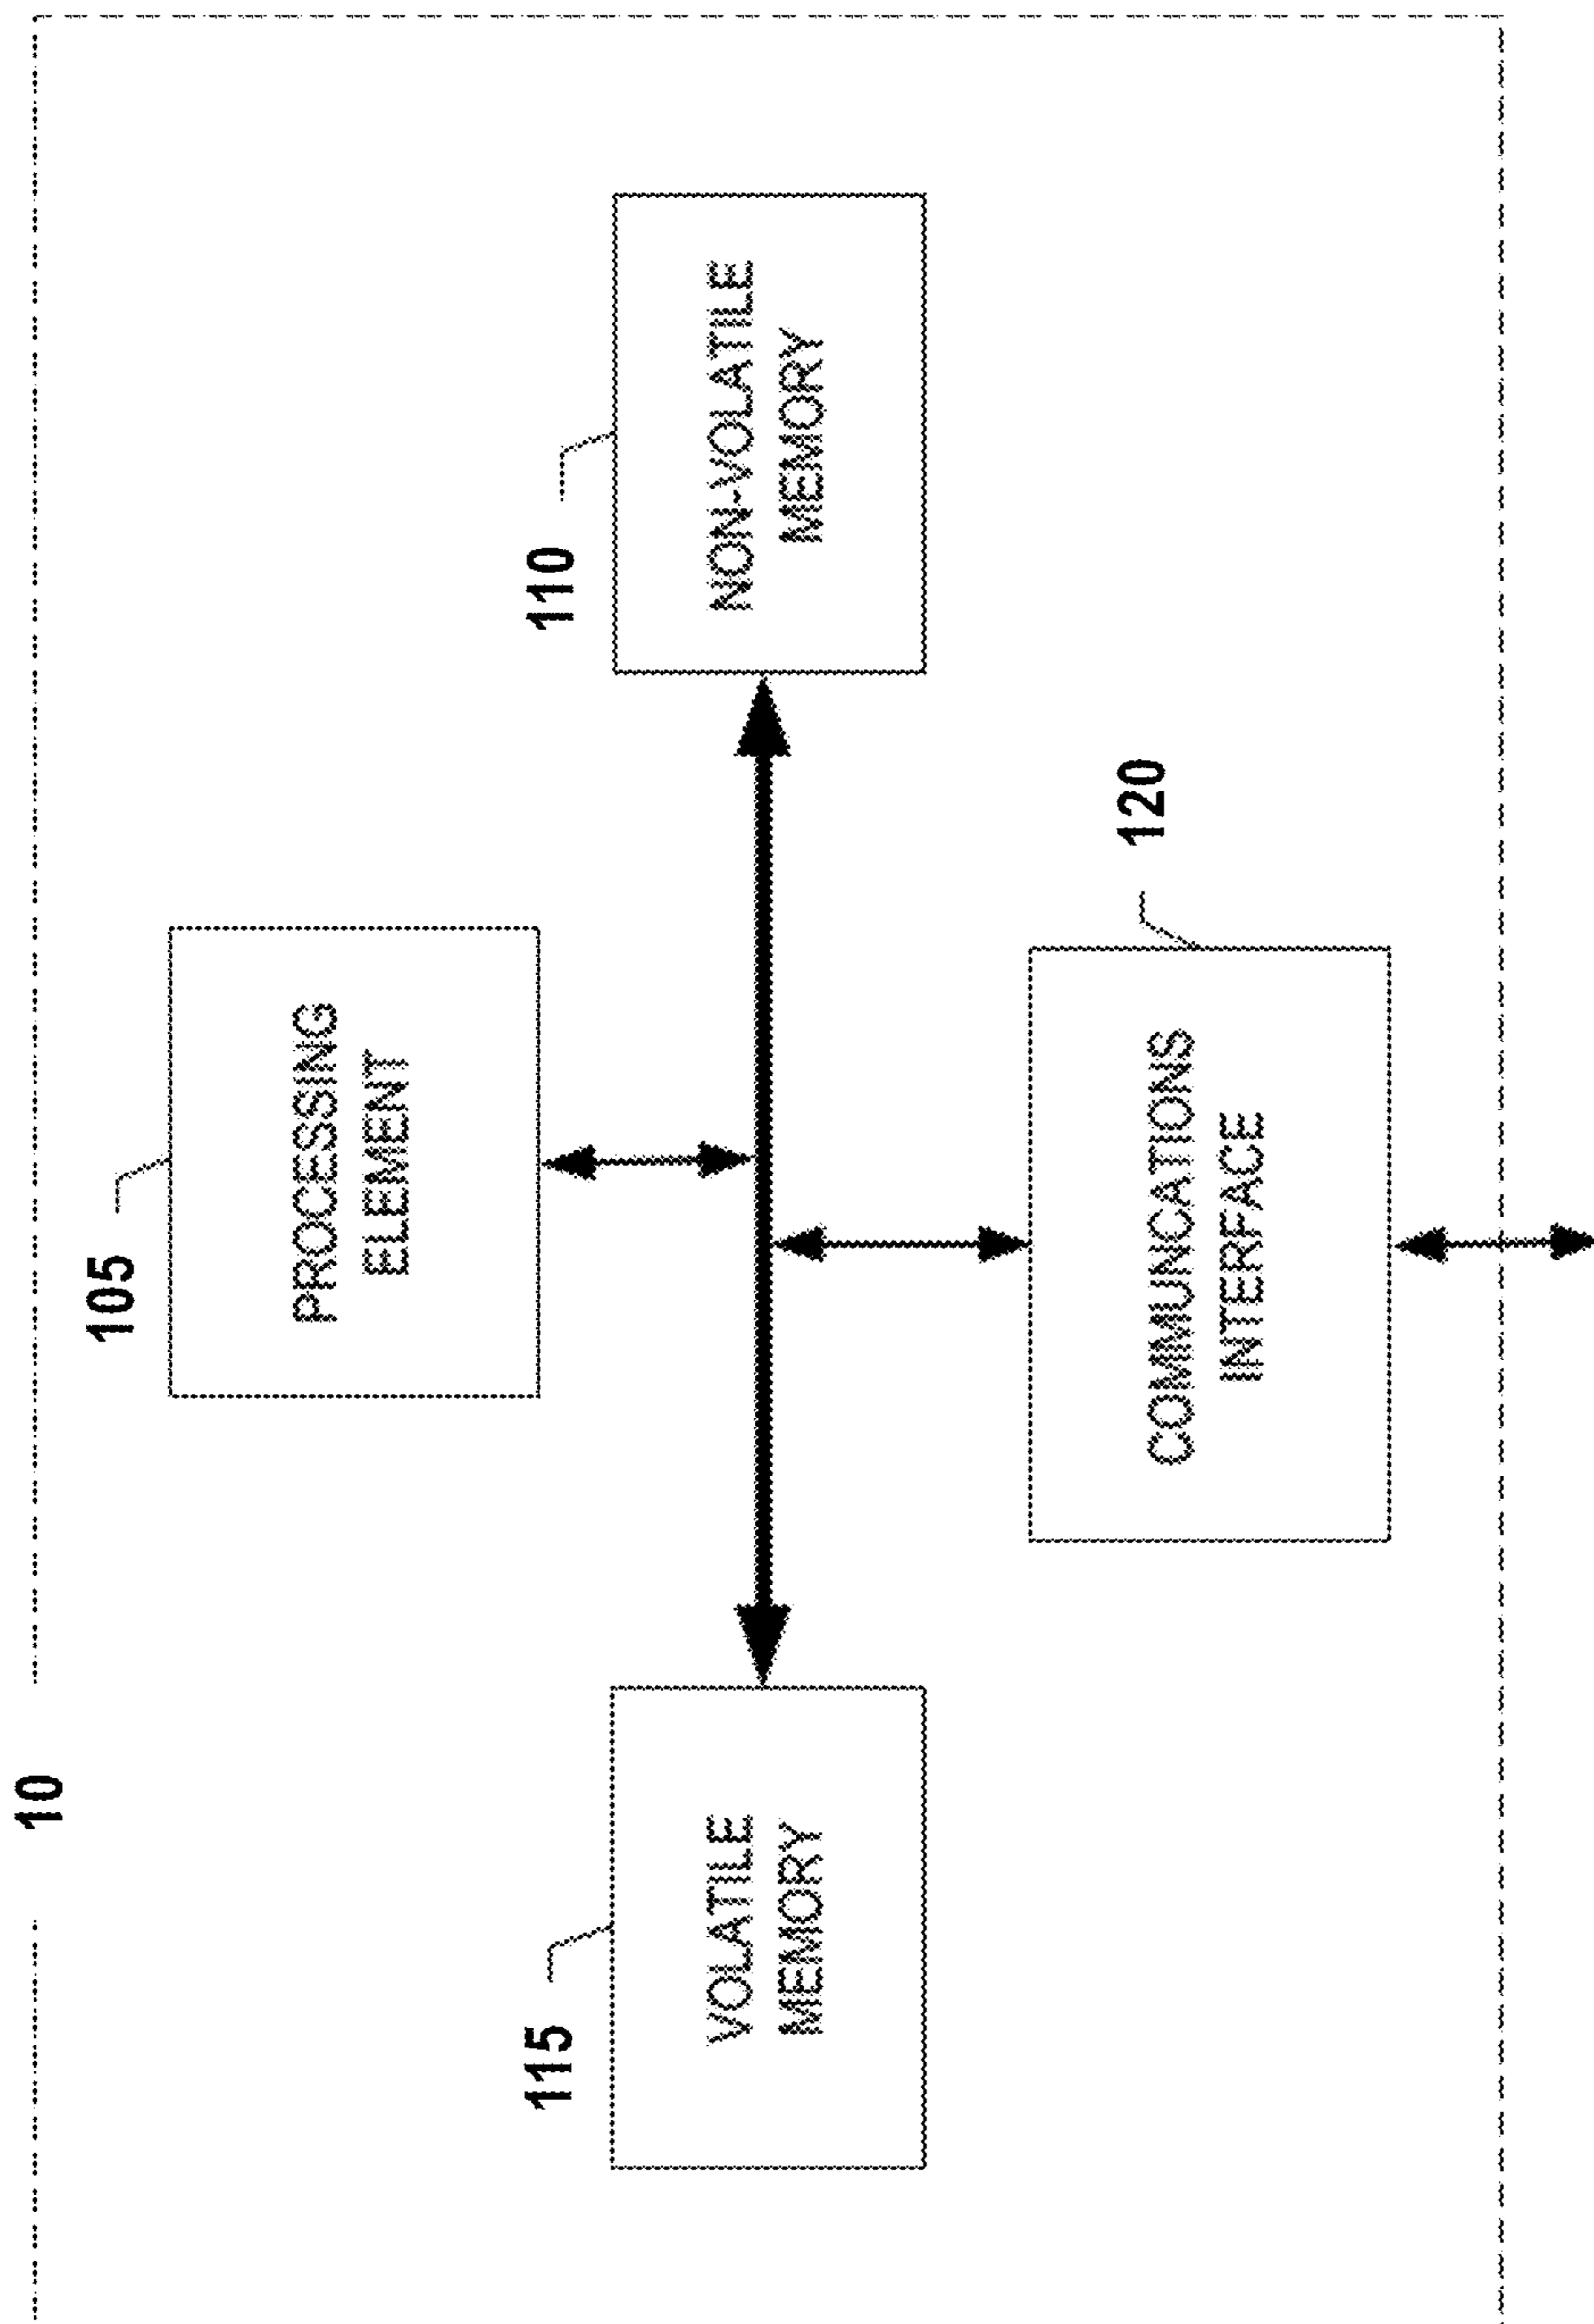 10
105
PROCESSING
ELEMENT
115
VOLATILE
MEMORY
110
NON-VOLATILE
MEMORY
120
COMMUNCATIONS
INTERFACE